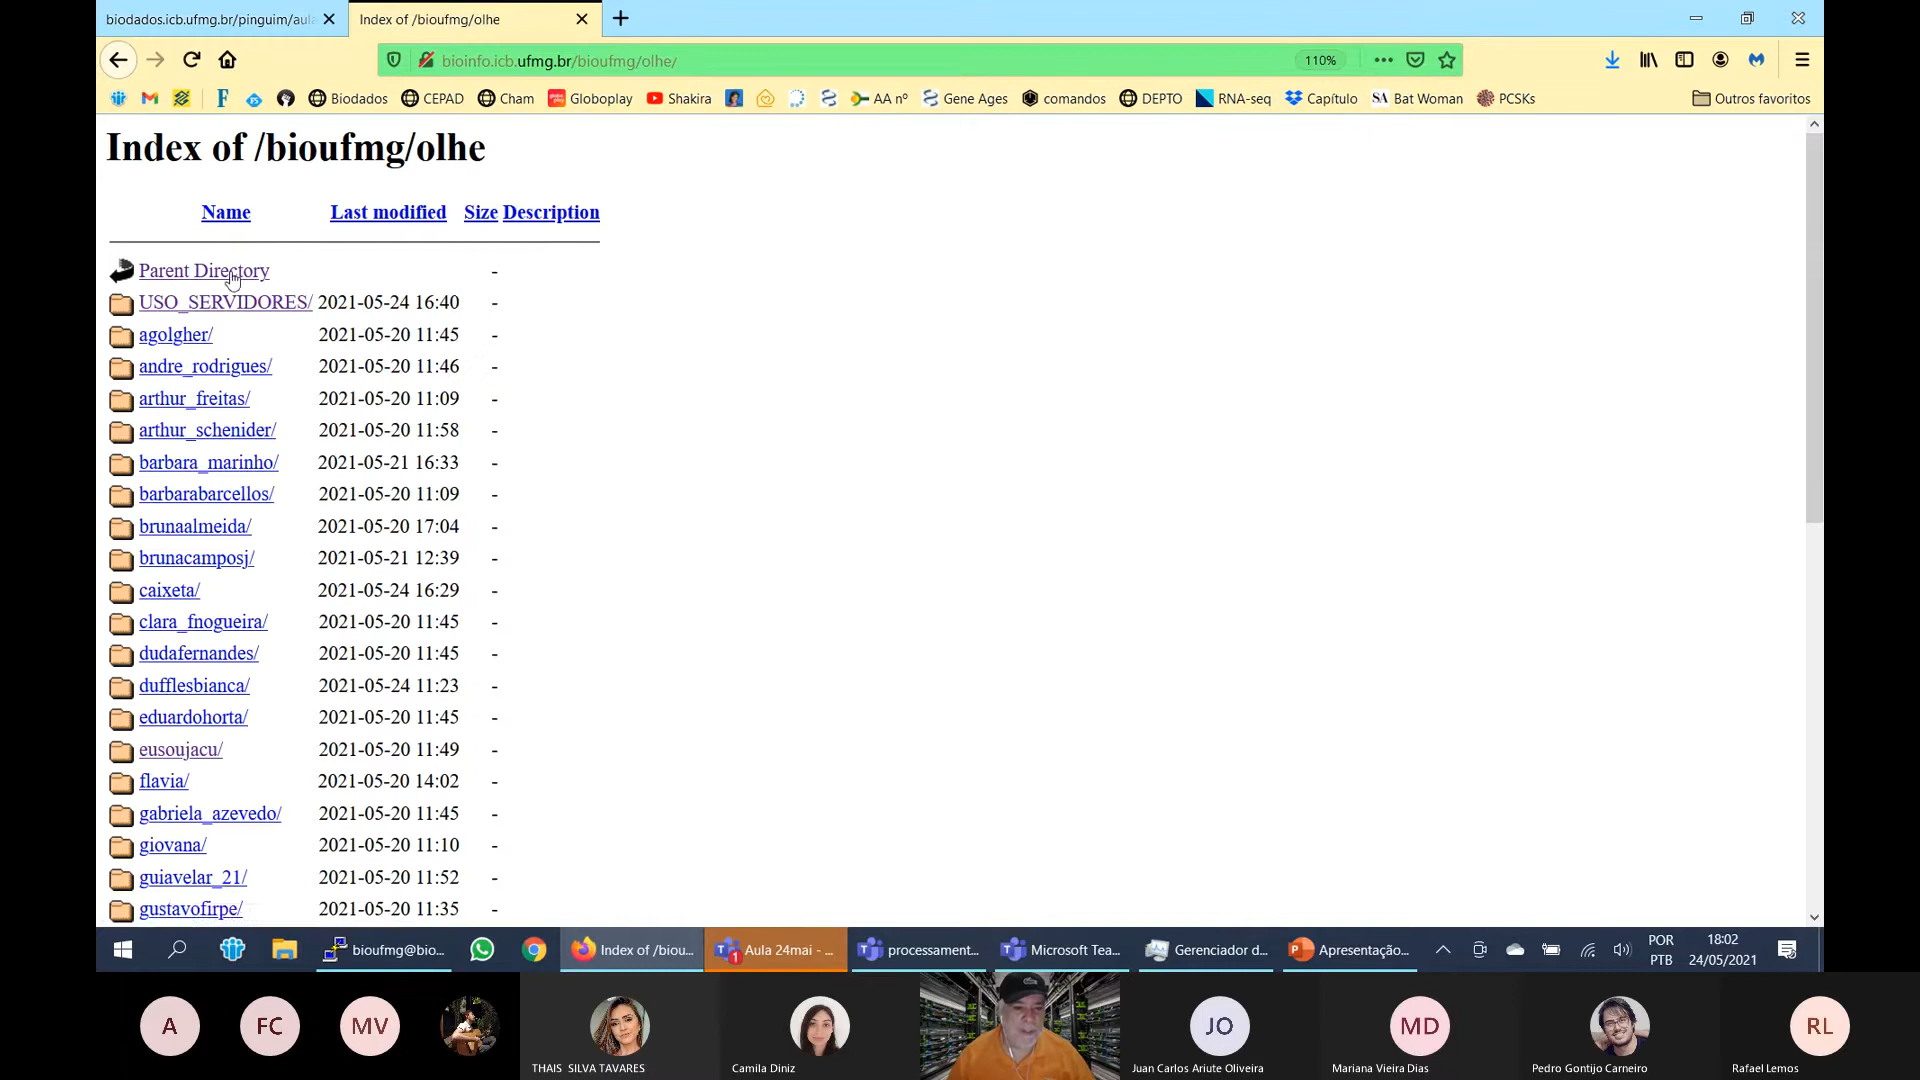 biodados.icb.ufmg.br/pinguim/aul
Index of /bioufmg/olhe
bioinfo.icb.ufmg.br/bioufmg/olhe/
110%
Biodados
CEPAD
Cham
Globoplay
Shakira
AA nº
Gene Ages
comandos
DEPTO
RNA-seq
Capítulo
SA Bat Woman
PCSKs
Outros favoritos
Index of /bioufmg/olhe
Name Last modified Size Description
Parent Directory -
USO_SERVIDORES/ 2021-05-24 16:40 -
agolgher/ 2021-05-20 11:45 -
andre_rodrigues/ 2021-05-20 11:46 -
arthur_freitas/ 2021-05-20 11:09 -
arthur_schenider/ 2021-05-20 11:58 -
barbara_marinho/ 2021-05-21 16:33 -
barbarabarcellos/ 2021-05-20 11:09 -
brunaalmeida/ 2021-05-20 17:04 -
brunacamposj/ 2021-05-21 12:39 -
caixeta/ 2021-05-24 16:29 -
clara_fnogueira/ 2021-05-20 11:45 -
dudafernandes/ 2021-05-20 11:45 -
dufflesbianca/ 2021-05-24 11:23 -
eduardohorta/ 2021-05-20 11:45 -
eusoujacu/ 2021-05-20 11:49 -
flavia/ 2021-05-20 14:02 -
gabriela_azevedo/ 2021-05-20 11:45 -
giovana/ 2021-05-20 11:10 -
guiavelar_21/ 2021-05-20 11:52 -
gustavofirpe/ 2021-05-20 11:35 -
bioufmg@bio...
Index of /biou...
1
Aula 24mai - ...
processament...
Microsoft Tea...
Gerenciador d...
Apresentação...
POR
PTB
18:02
24/05/2021
A
FC
MV
JO
MD
RL
THAIS SILVA TAVARES
Camila Diniz
Juan Carlos Ariute Oliveira
Mariana Vieira Dias
Pedro Gontijo Carneiro
Rafael Lemos